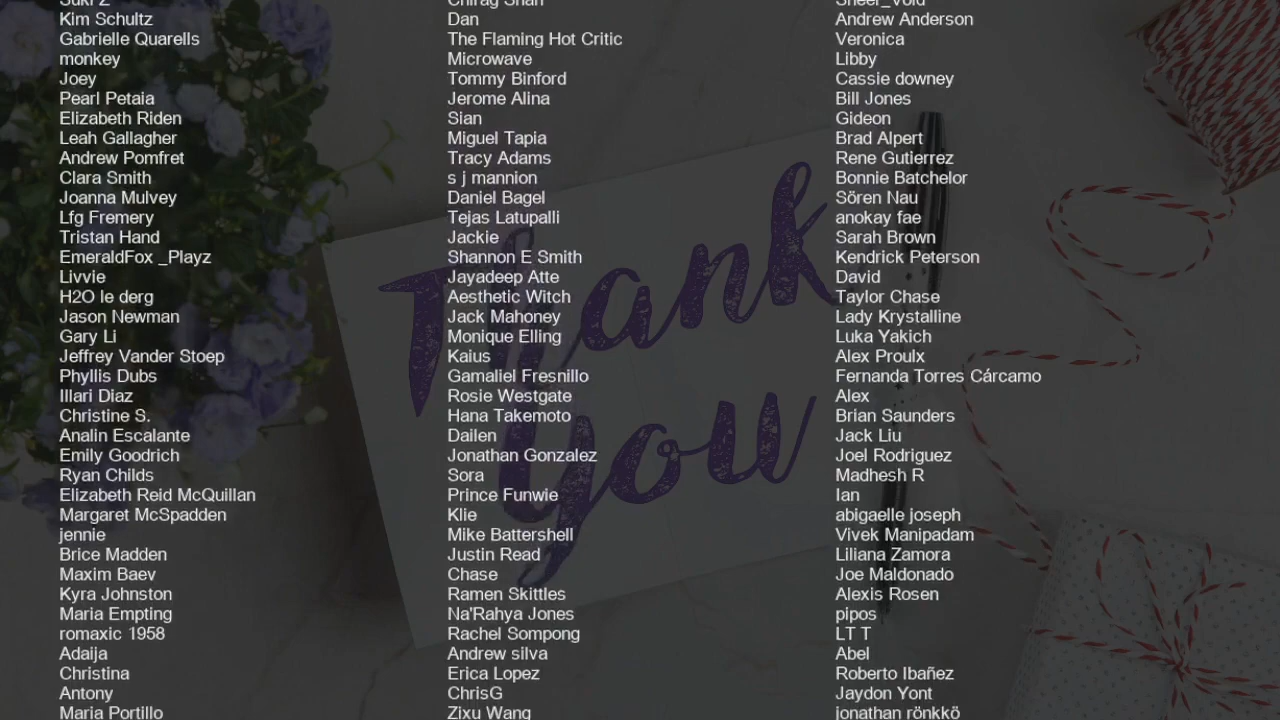 Suki Z
Kim Schultz
Gabrielle Quarells
monkey
Joey
Pearl Petaia
Elizabeth Riden
Leah Gallagher
Andrew Pomfret
Clara Smith
Joanna Mulvey
Lfg Fremery
Tristan Hand
EmeraldFox _Playz
Livvie
H2O le derg
Jason Newman
Gary Li
Jeffrey Vander Stoep
Phyllis Dubs
Illari Diaz
Christine S.
Analin Escalante
Emily Goodrich
Ryan Childs
Elizabeth Reid McQuillan
Margaret McSpadden
jennie
Brice Madden
Maxim Baev
Kyra Johnston
Maria Empting
romaxic 1958
Adaija
Christina
Antony
Maria Portillo
Chirag Shah
Dan
The Flaming Hot Critic
Microwave
Tommy Binford
Jerome Alina
Sian
Miguel Tapia
Tracy Adams
s j mannion
Daniel Bagel
Tejas Latupalli
Jackie
Shannon E Smith
Jayadeep Atte
Aesthetic Witch
Jack Mahoney
Monique Elling
Kaius
Gamaliel Fresnillo
Rosie Westgate
Hana Takemoto
Dailen
Jonathan Gonzalez
Sora
Prince Funwie
Klie
Mike Battershell
Justin Read
Chase
Ramen Skittles
Na'Rahya Jones
Rachel Sompong
Andrew silva
Erica Lopez
ChrisG
Zixu Wang
Sheer_Void
Andrew Anderson
Veronica
Libby
Cassie downey
Bill Jones
Gideon
Brad Alpert
Rene Gutierrez
Bonnie Batchelor
Sören Nau
anokay fae
Sarah Brown
Kendrick Peterson
David
Taylor Chase
Lady Krystalline
Luka Yakich
Alex Proulx
Fernanda Torres Cárcamo
Alex
Brian Saunders
Jack Liu
Joel Rodriguez
Madhesh R
Ian
abigaelle joseph
Vivek Manipadam
Liliana Zamora
Joe Maldonado
Alexis Rosen
pipos
LT T
Abel
Roberto Ibañez
Jaydon Yont
jonathan rönkkö
Thank
you